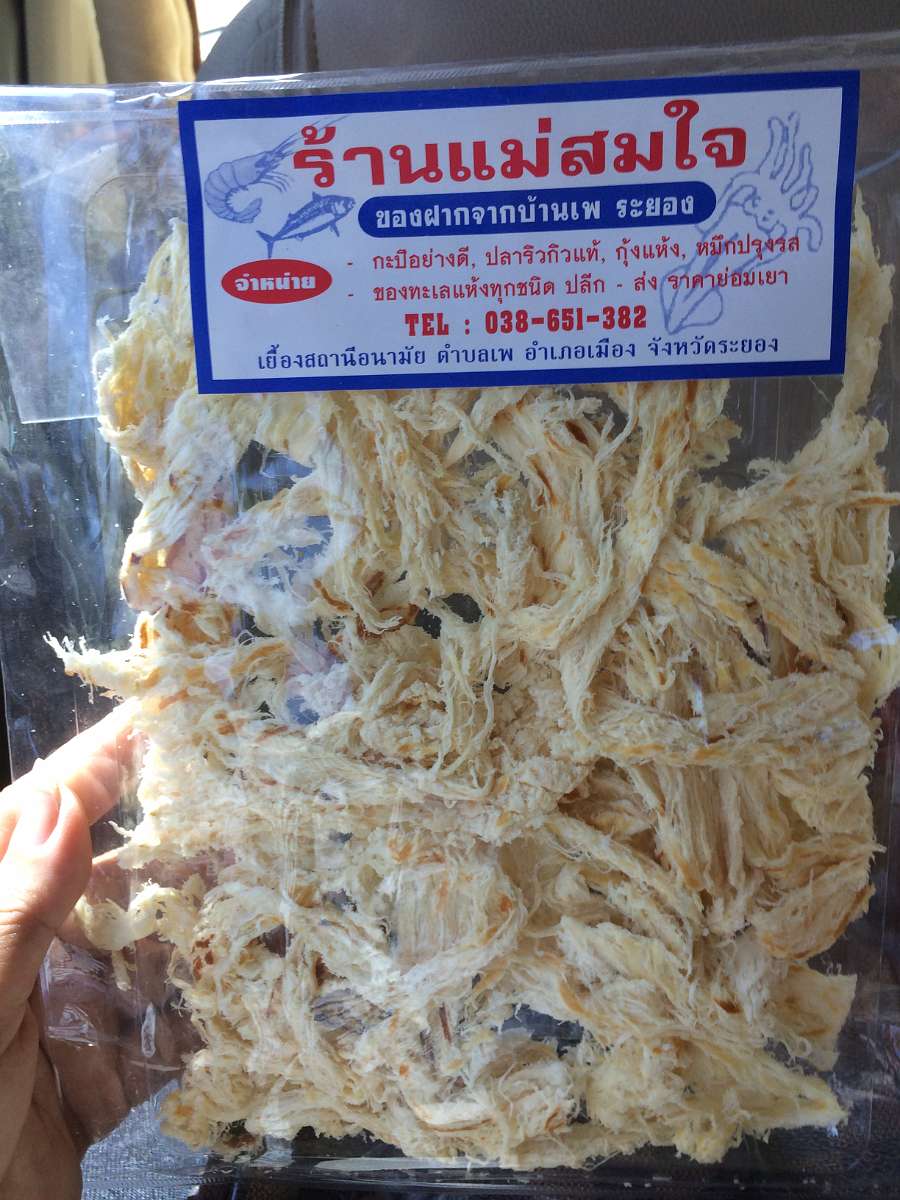 ร้านแม่สมใจ
ของฝากจากบ้านเพ ระยอง
จำหน่าย
- กะปิอย่างดี, ปลาริวกิวแท้, กุ้งแห้ง, หมึกปรุงรส
- ของทะเลแห้งทุกชนิด ปลีก - ส่ง ราคาย่อมเยา
TEL : 038-651-382
เยื้องสถานีอนามัย ตำบลเพ อำเภอเมือง จังหวัดระยอง